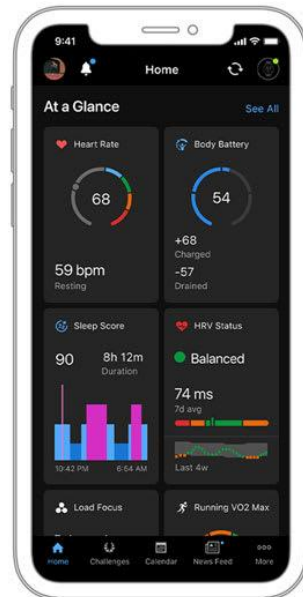 9:41
Home
At a Glance
See All
Heart Rate
68
59 bpm
Resting
Body Battery
54
+68
Charged
-57
Drained
Sleep Score
90
8h 12m
Duration
10:42 PM
6:54 AM
HRV Status
Balanced
74 ms
7d avg
Last 4w
Load Focus
Running VO2 Max
Home
Challenges
Calendar
News Feed
More